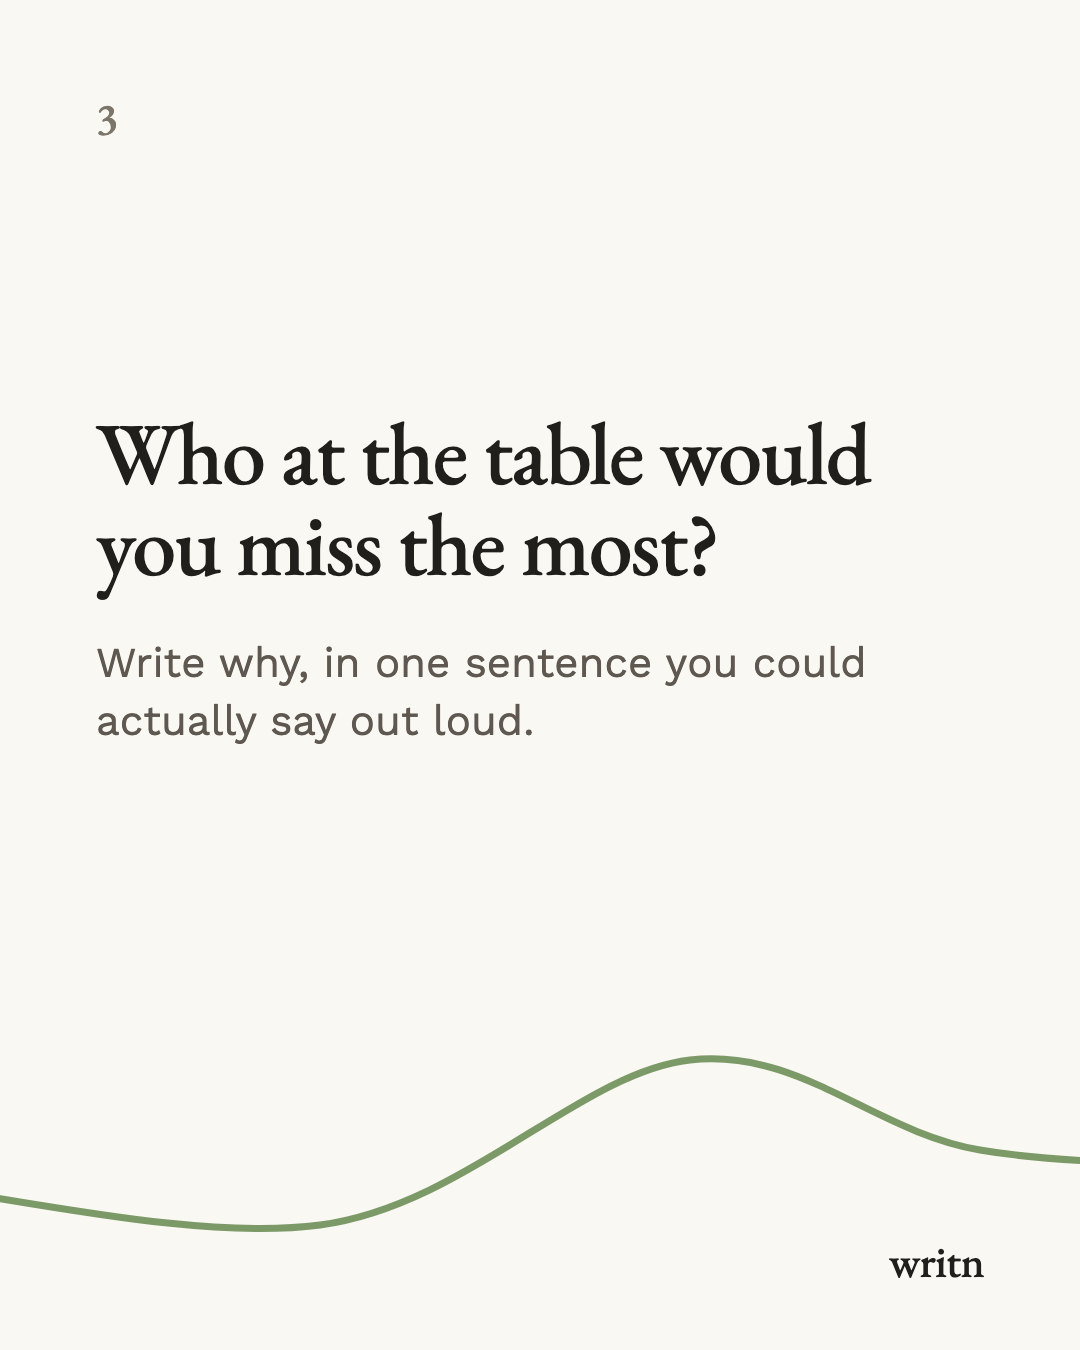 3
Who at the table would
you miss the most?
Write why, in one sentence you could
actually say out loud.
writn